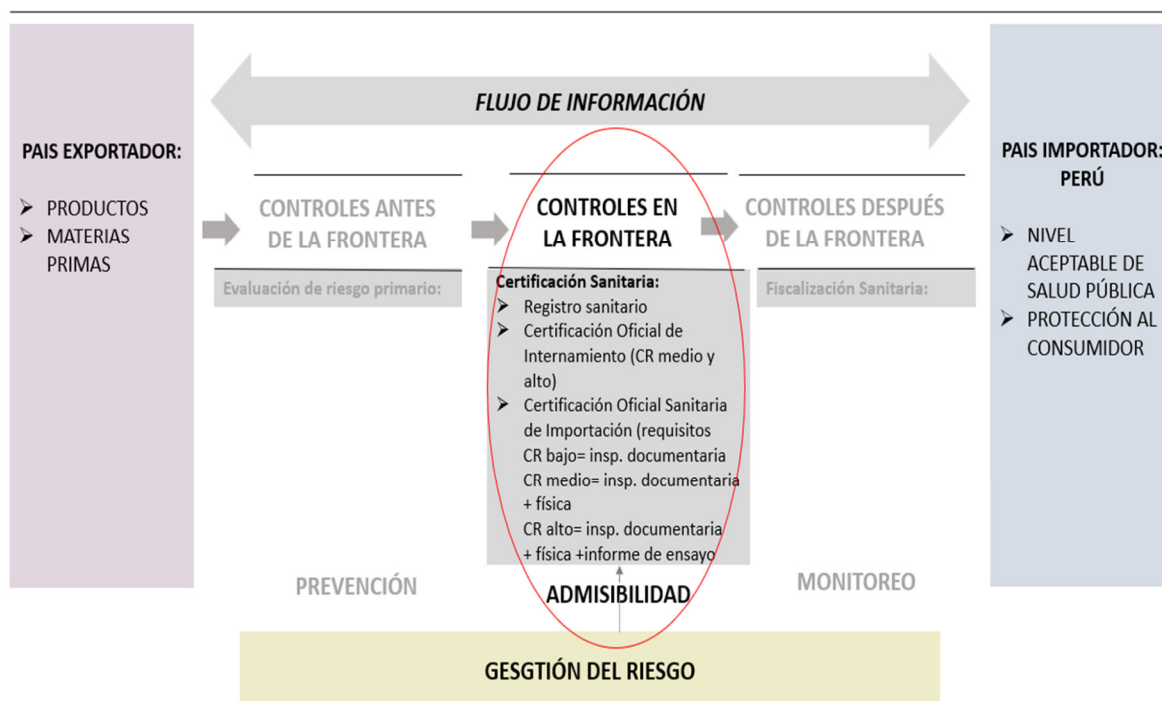 FLUJO DE INFORMACIÓN
PAIS EXPORTADOR:
➢ PRODUCTOS
➢ MATERIAS
PRIMAS
CONTROLES ANTES
DE LA FRONTERA
Evaluación de riesgo primario:
PREVENCIÓN
CONTROLES EN
LA FRONTERA
Certificación Sanitaria:
➢ Registro sanitario
➢ Certificación Oficial de
Internamiento (CR medio y
alto)
➢ Certificación Oficial Sanitaria
de Importación (requisitos
CR bajo= insp. documentaria
CR medio= insp. documentaria
+ física
CR alto= insp. documentaria
+ física +informe de ensayo
ADMISIBILIDAD
CONTROLES DESPUÉS
DE LA FRONTERA
Fiscalización Sanitaria:
MONITOREO
PAIS IMPORTADOR:
PERÚ
➢ NIVEL
ACEPTABLE DE
SALUD PÚBLICA
➢ PROTECCIÓN AL
CONSUMIDOR
GESGTIÓN DEL RIESGO